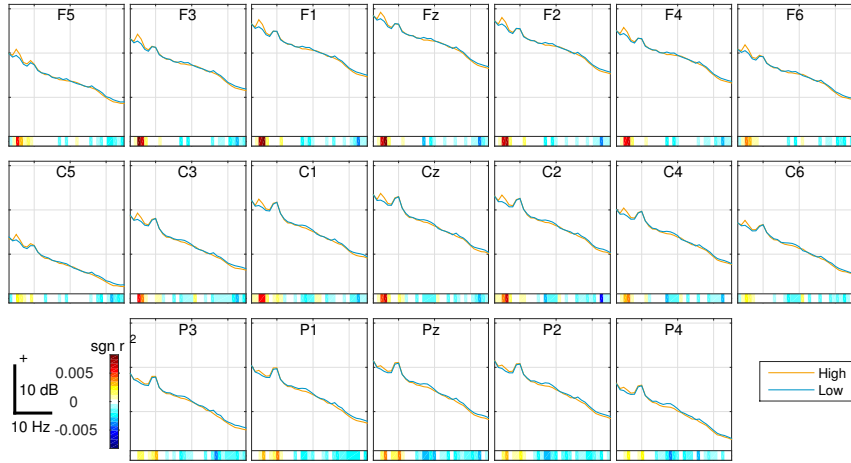 F5 F3 F1 Fz F2 F4 F6
C5 C3 C1 Cz C2 C4 C6
P3 P1 Pz P2 P4
+
10 dB
10 Hz
sgn r 2
0.005
0
-0.005
High
Low